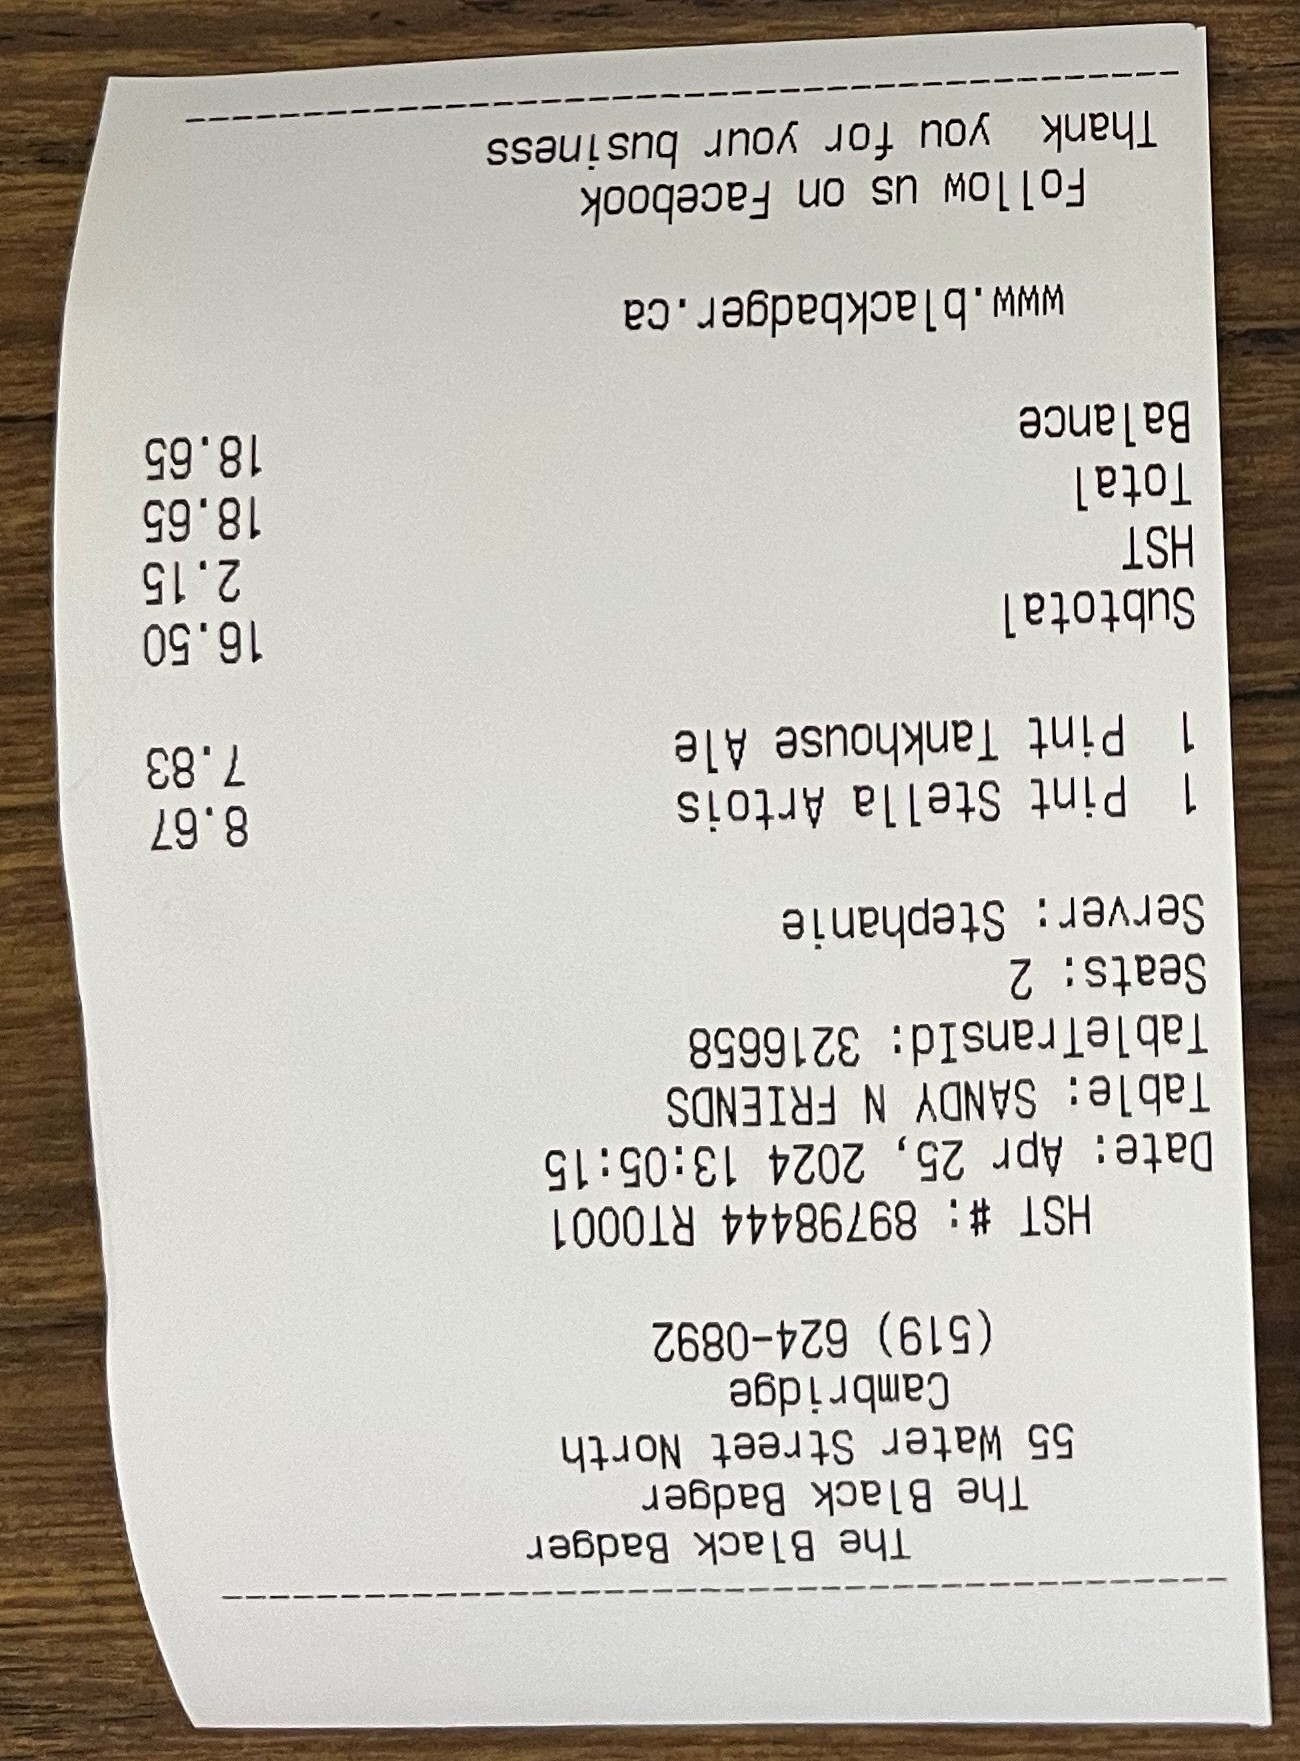 The Black Badger
The Black Badger
55 Water Street North
Cambridge
(519) 624-0892
HST #: 89798444 RT0001
Date: Apr 25, 2024 13:05:15
Table: SANDY N FRIENDS
TableTransId: 3216658
Seats: 2
Server: Stephanie
1 Pint Stella Artois 8.67
1 Pint Tankhouse Ale 7.83
Subtotal 16.50
HST 2.15
Total 18.65
Balance 18.65
www.blackbadger.ca
Follow us on Facebook
Thank you for your business